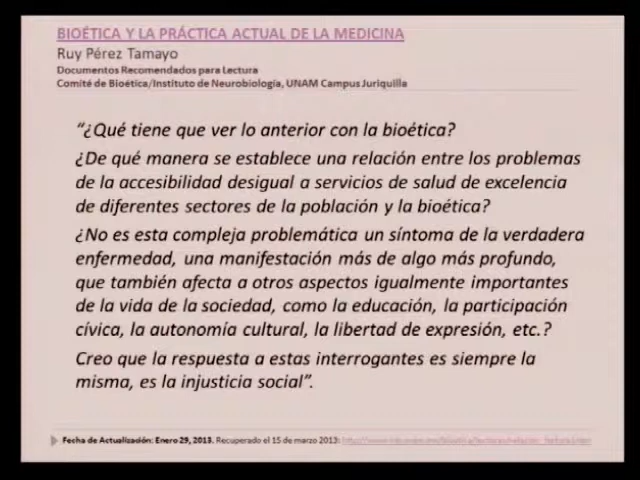 BIOÉTICA Y LA PRÁCTICA ACTUAL DE LA MEDICINA
Ruy Pérez Tamayo
Documentos Recomendados para Lectura
Comité de Bioética/Instituto de Neurobiología, UNAM Campus Juriquilla
"¿Qué tiene que ver lo anterior con la bioética?
¿De qué manera se establece una relación entre los problemas
de la accesibilidad desigual a servicios de salud de excelencia
de diferentes sectores de la población y la bioética?
¿No es esta compleja problemática un síntoma de la verdadera
enfermedad, una manifestación más de algo más profundo,
que también afecta a otros aspectos igualmente importantes
de la vida de la sociedad, como la educación, la participación
cívica, la autonomía cultural, la libertad de expresión, etc.?
Creo que la respuesta a estas interrogantes es siempre la
misma, es la injusticia social".
Fecha de Actualización: Enero 29, 2013. Recuperado el 15 de marzo 2013: